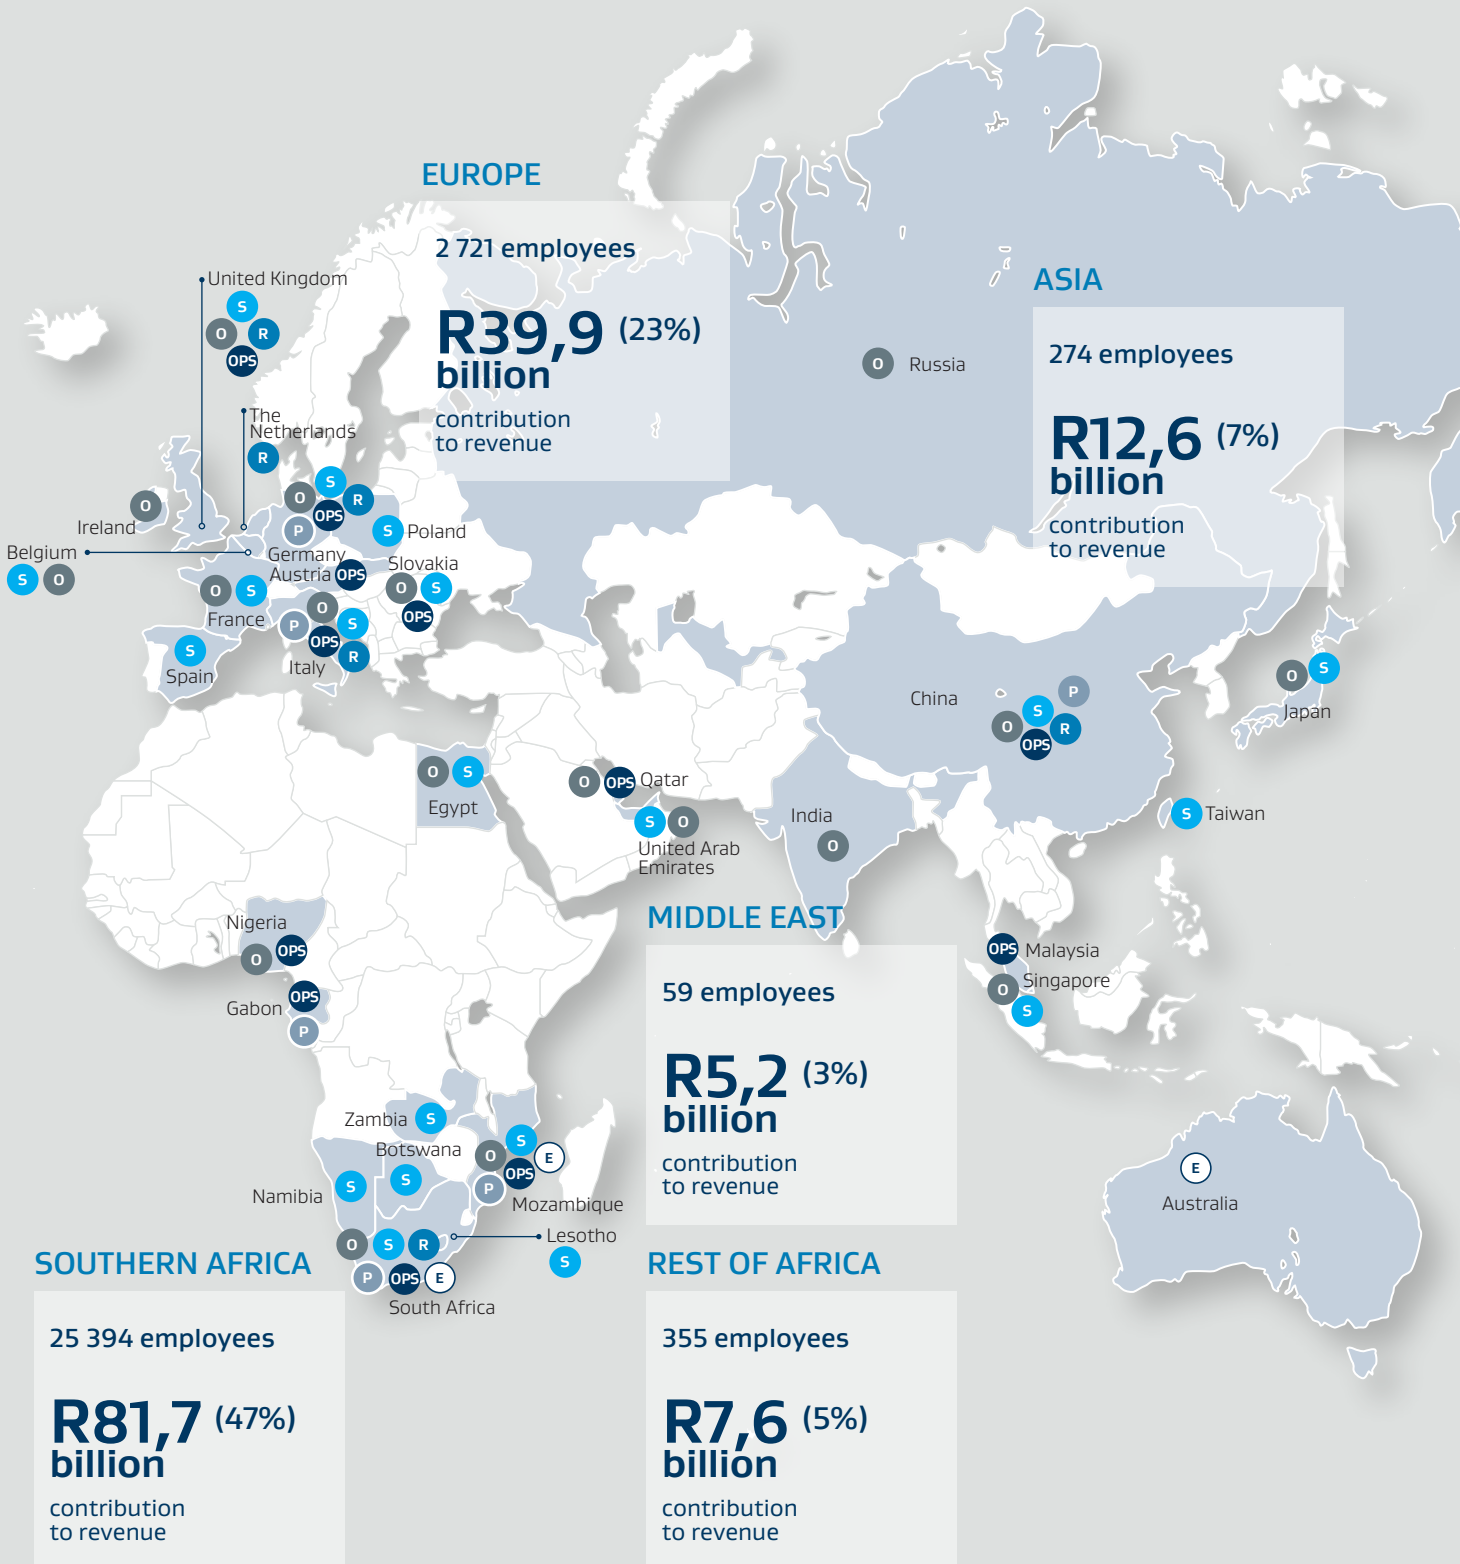 EUROPE
2 721 employees
R39,9 (23%)
billion
contribution
to revenue
ASIA
274 employees
R12,6 (7%)
billion
contribution
to revenue
United Kingdom
S
O R
OPS
The
Netherlands
R
O Russia
O
Ireland
Belgium
S O
S
O R
OPS
P
Germany
S Poland
Austria OPS
Slovakia
O S
OPS
O S
France
O
P S
OPS
R
Italy
S
Spain
China
P
S
O R
OPS
O S
Japan
O S
Egypt
O OPS Qatar
S O
United Arab
Emirates
India
O
S Taiwan
Nigeria
O OPS
Gabon
OPS
P
OPS Malaysia
Singapore
O
S
MIDDLE EAST
59 employees
R5,2 (3%)
billion
contribution
to revenue
Zambia S
Botswana
S
Namibia S
S
O E
OPS
P
Mozambique
Lesotho
S
O S R
P OPS E
South Africa
E
Australia
SOUTHERN AFRICA
25 394 employees
R81,7 (47%)
billion
contribution
to revenue
REST OF AFRICA
355 employees
R7,6 (5%)
billion
contribution
to revenue